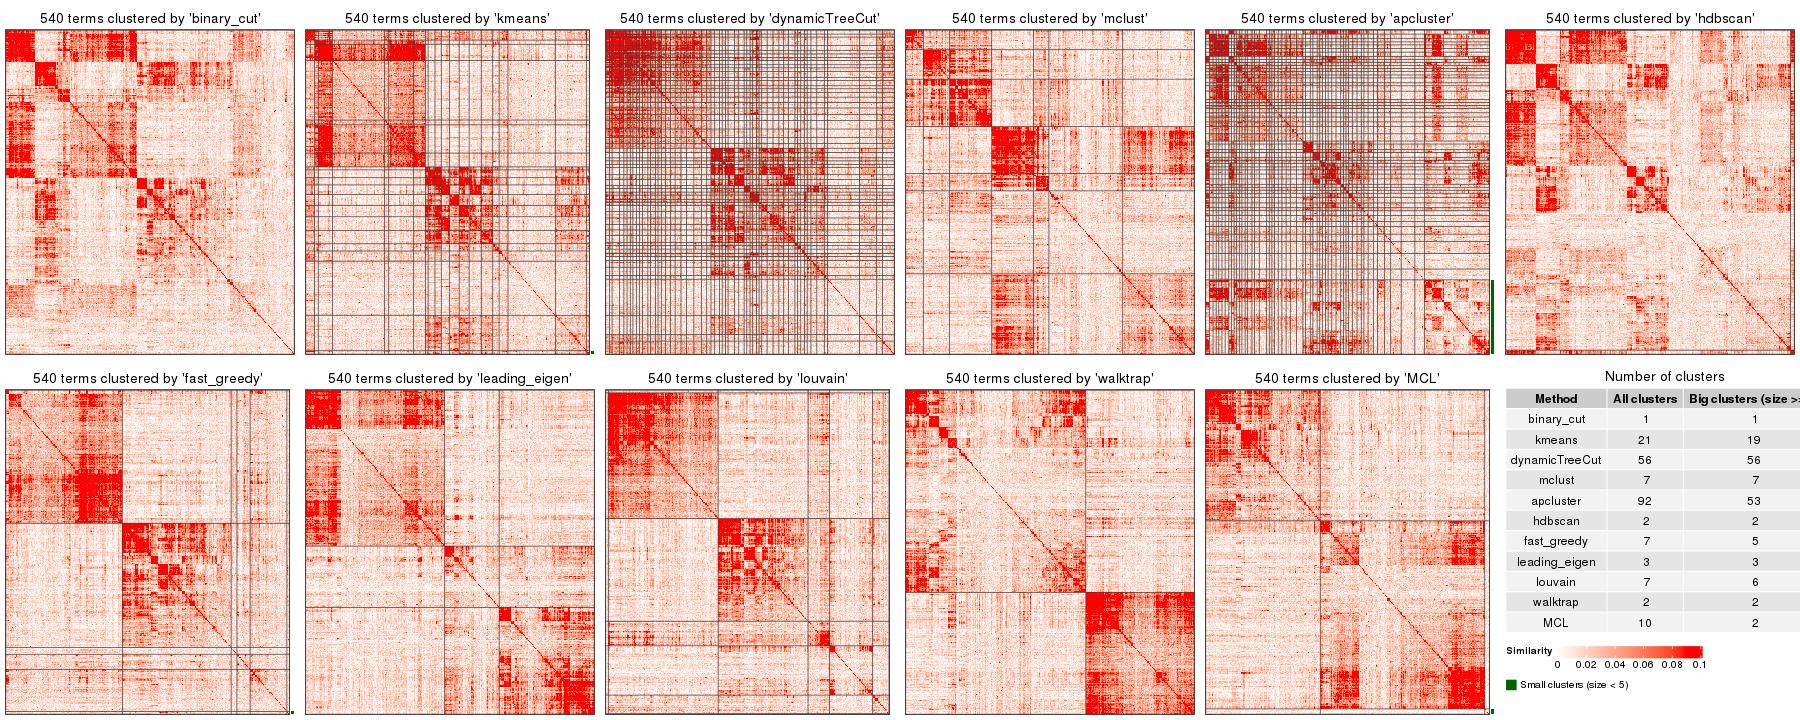 540 terms clustered by 'binary_cut'
540 terms clustered by 'kmeans'
540 terms clustered by 'dynamicTreeCut'
540 terms clustered by 'mclust'
540 terms clustered by 'apcluster'
540 terms clustered by 'hdbscan'
540 terms clustered by 'fast_greedy'
540 terms clustered by 'leading_eigen'
540 terms clustered by 'louvain'
540 terms clustered by 'walktrap'
540 terms clustered by 'MCL'
Number of clusters
Method All clusters Big clusters (size >=
binary_cut 1 1
kmeans 21 19
dynamicTreeCut 56 56
mclust 7 7
apcluster 92 53
hdbscan 2 2
fast_greedy 7 5
leading_eigen 3 3
louvain 7 6
walktrap 2 2
MCL 10 2
Similarity
0 0.02 0.04 0.06 0.08 0.1
Small clusters (size < 5)